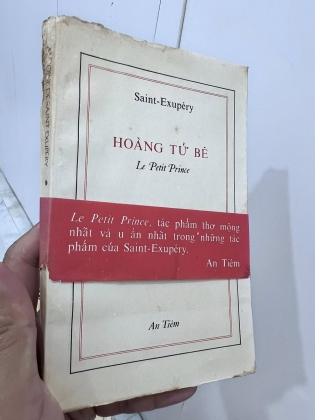 Saint-Exupéry
HOÀNG TỬ BÉ
Le Petit Prince
Le Petit Prince, tác phẩm thơ mộng
nhất và u ẩn nhất trong những tác
phẩm của Saint-Exupéry.
An Tiêm
An Tiêm